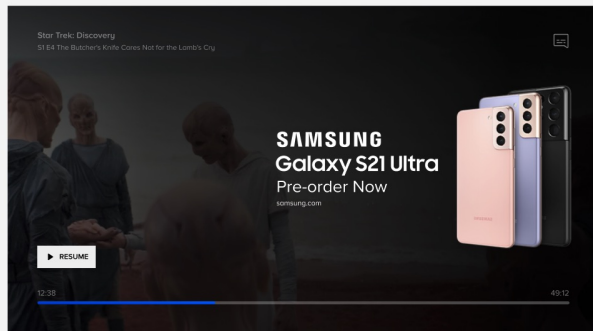 Star Trek: Discovery
S1 E4 The Butcher's Knife Cares Not for the Lamb's Cry
SAMSUNG
Galaxy S21 Ultra
Pre-order Now
samsung.com
SAMSUNG
RESUME
12:38
49:12